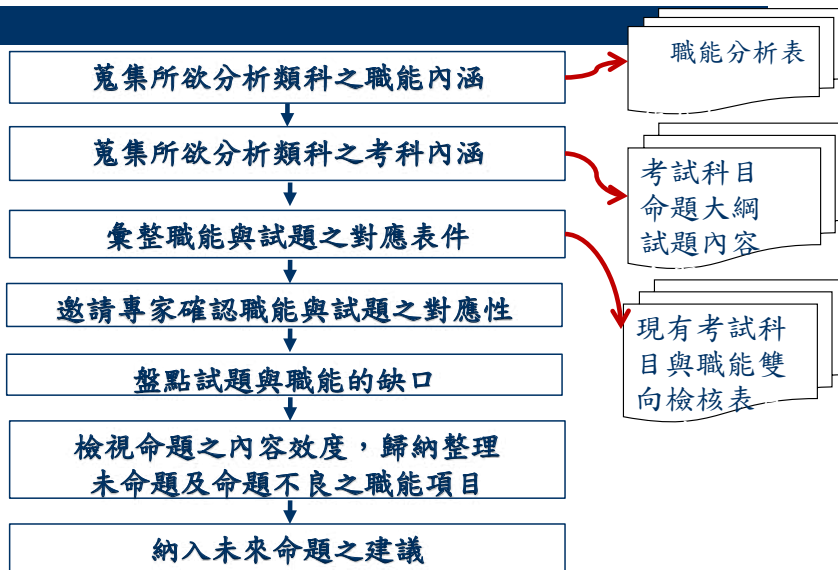 蒐集所欲分析類科之職能內涵
職能分析表
蒐集所欲分析類科之考科內涵
考試科目
命題大綱
試題內容
彙整職能與試題之對應表件
邀請專家確認職能與試題之對應性
現有考試科
目與職能雙
向檢核表
盤點試題與職能的缺口
檢視命題之內容效度，歸納整理
未命題及命題不良之職能項目
納入未來命題之建議